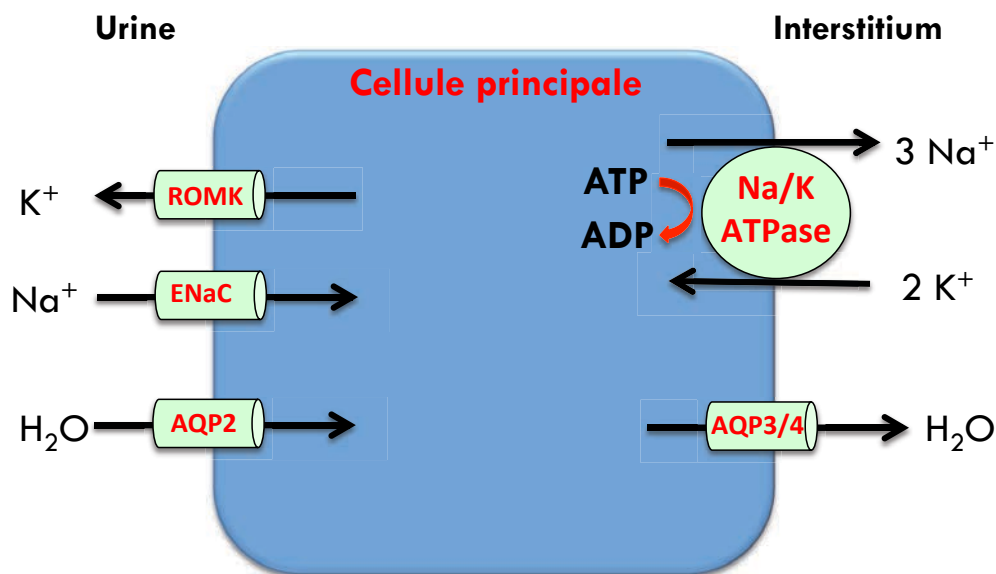 Urine
Interstitium
Cellule principale
3 Na⁺
ATP
Na/K
ATPase
K⁺
ROMK
ADP
Na⁺
ENaC
2 K⁺
H₂O
AQP2
AQP3/4
H₂O